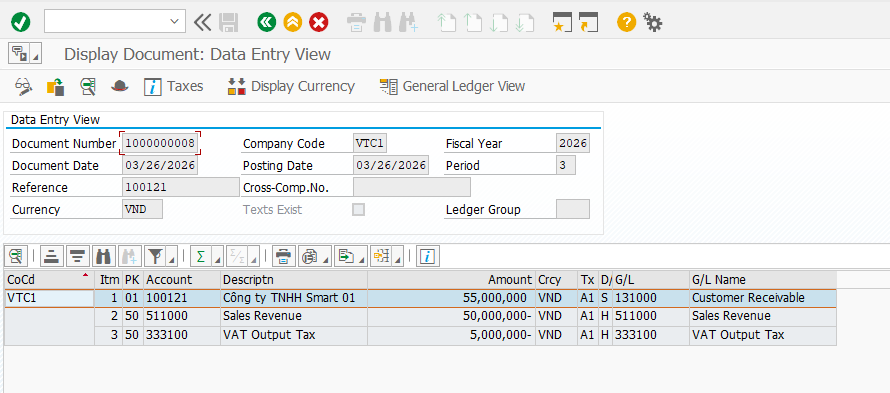 Display Document: Data Entry View
Taxes Display Currency General Ledger View
Data Entry View
Document Number 1000000008 Company Code VTC1 Fiscal Year 2026
Document Date 03/26/2026 Posting Date 03/26/2026 Period 3
Reference 100121 Cross-Comp.No.
Currency VND Texts Exist Ledger Group
CoCd Itm PK Account Descriptn Amount Crcy Tx D/ G/L G/L Name
VTC1 1 01 100121 Công ty TNHH Smart 01 55,000,000 VND A1 S 131000 Customer Receivable
2 50 511000 Sales Revenue 50,000,000- VND A1 H 511000 Sales Revenue
3 50 333100 VAT Output Tax 5,000,000- VND A1 H 333100 VAT Output Tax